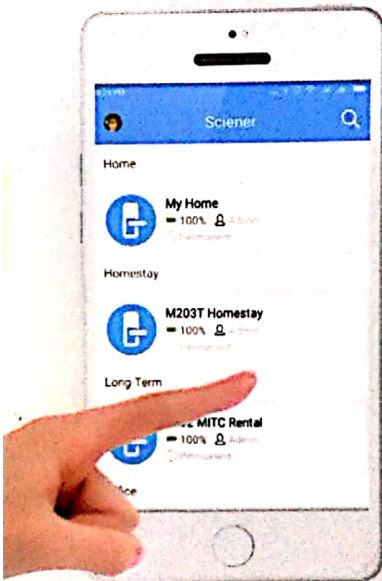 Sciener
Home
My Home
100% Admin
Permanent
Homestay
M203T Homestay
100% Admin
Permanent
Long Term
MITC Rental
100% Admin
Permanent